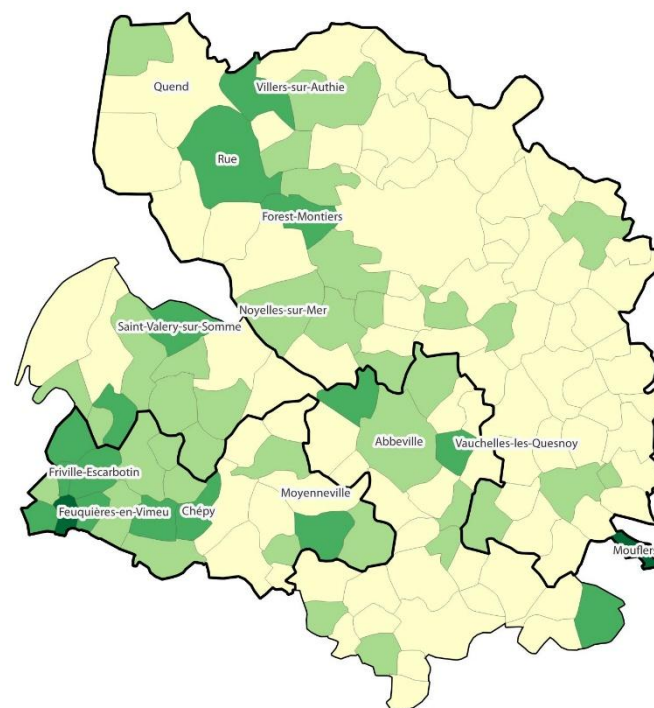 Quend
Villers-sur-Authie
Rue
Forest-Montiers
Noyelles-sur-Mer
Saint-Valery-sur-Somme
Abbeville
Vauchelles-les-Quesnoy
Friville-Escarbotin
Moyenneville
Feuquières-en-Vimeu
Chépy
Moufler